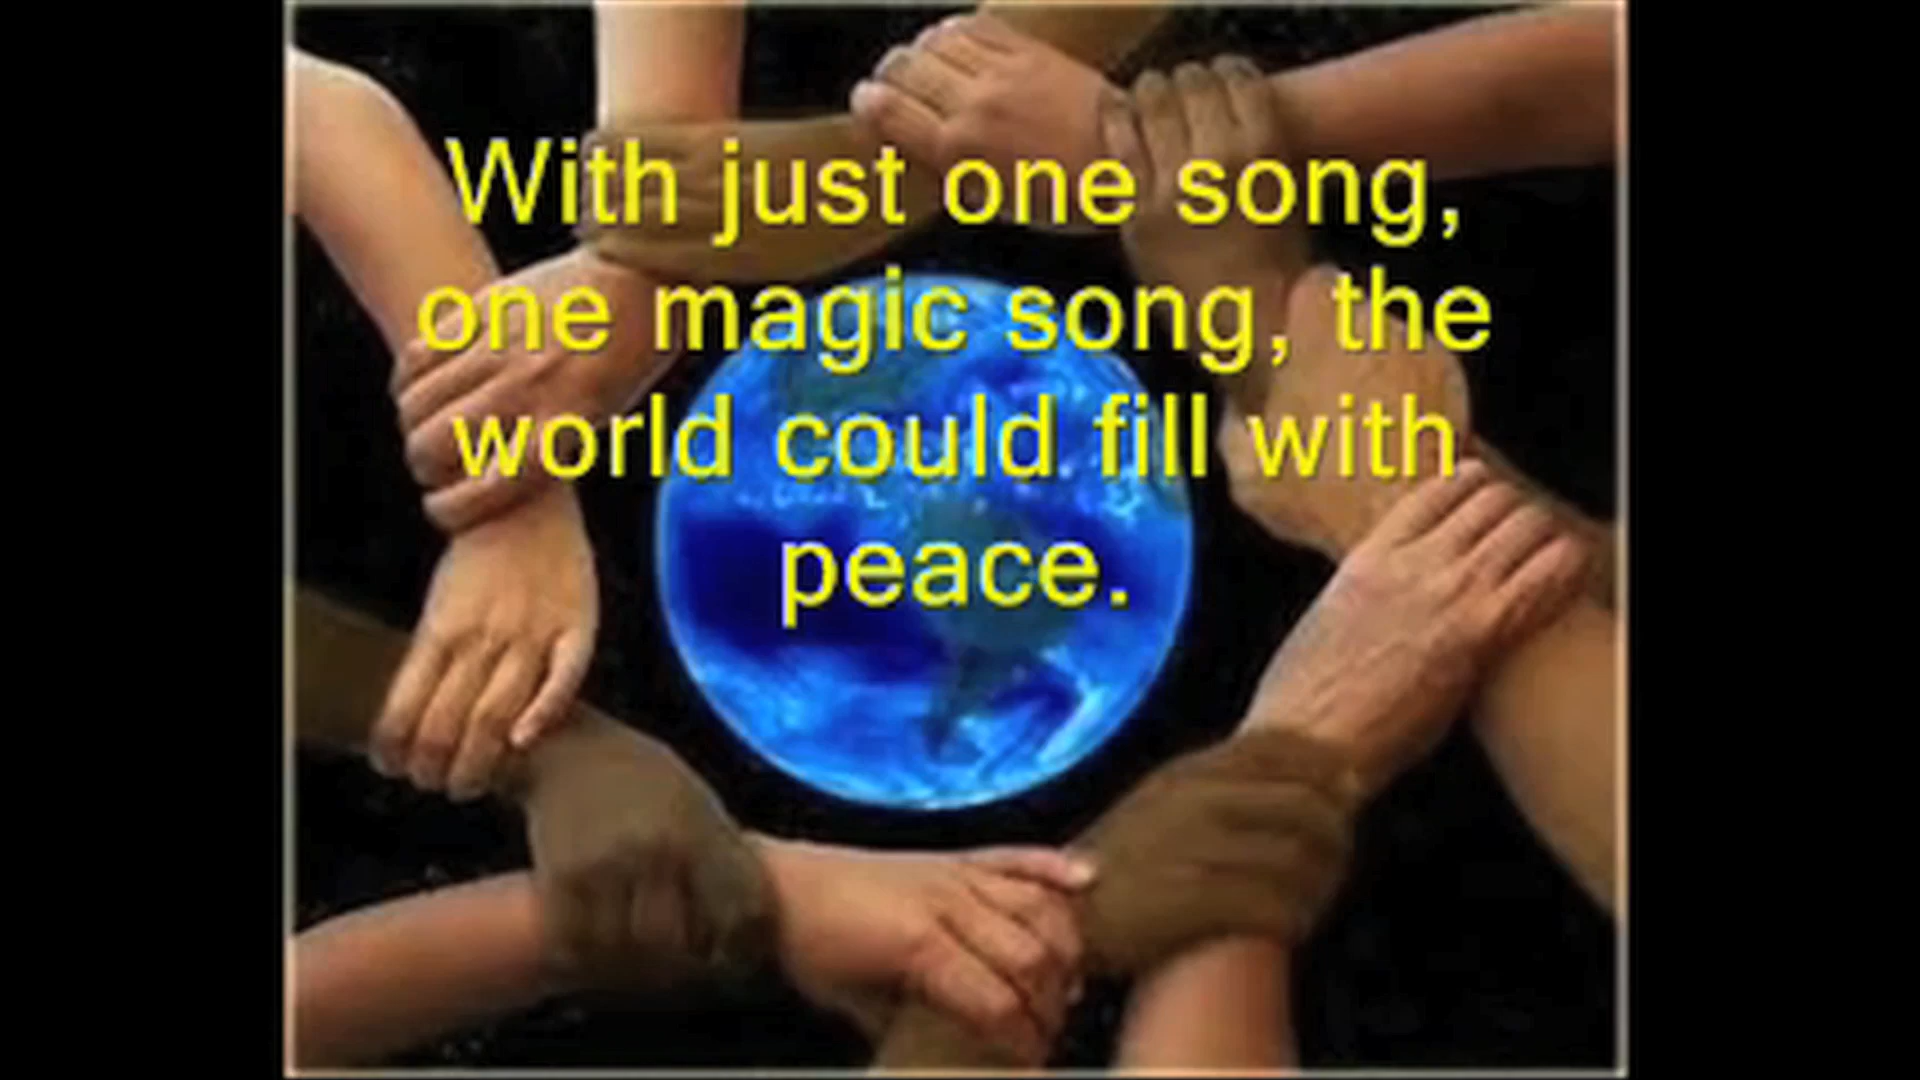 With just one song,
one magic song, the
world could fill with
peace.